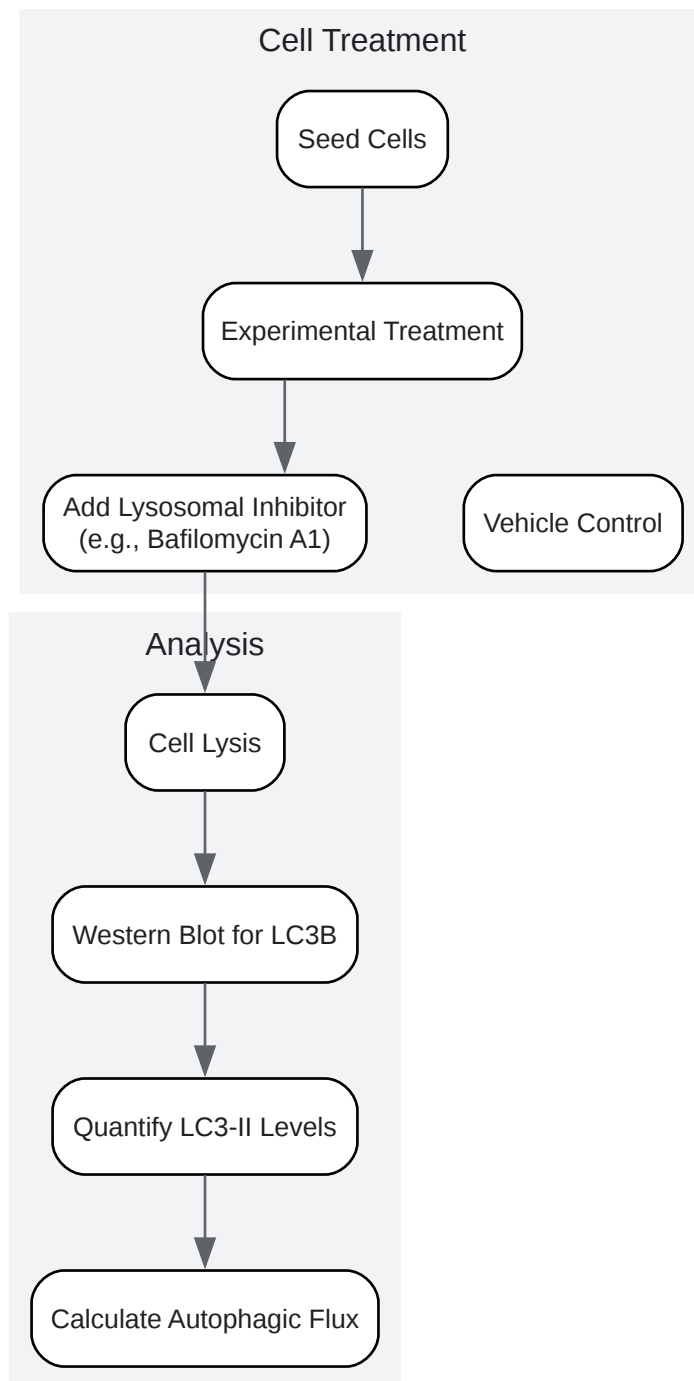 Cell Treatment
Seed Cells
Experimental Treatment
Add Lysosomal Inhibitor
(e.g., Bafilomycin A1)
Vehicle Control
Analysis
Cell Lysis
Western Blot for LC3B
Quantify LC3-II Levels
Calculate Autophagic Flux